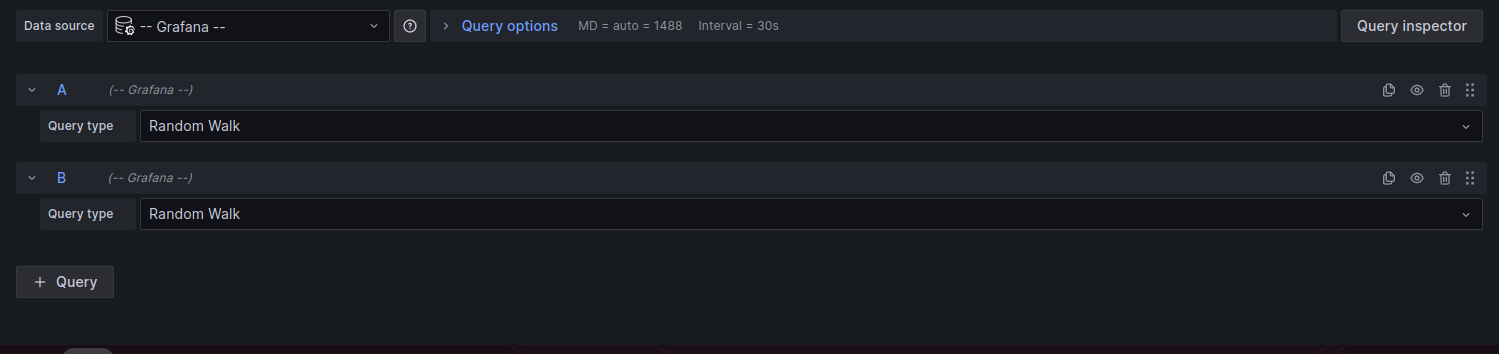 Data source -- Grafana -- Query options MD = auto = 1488 Interval = 30s Query inspector
A (-- Grafana --)
Query type Random Walk
B (-- Grafana --)
Query type Random Walk
+ Query